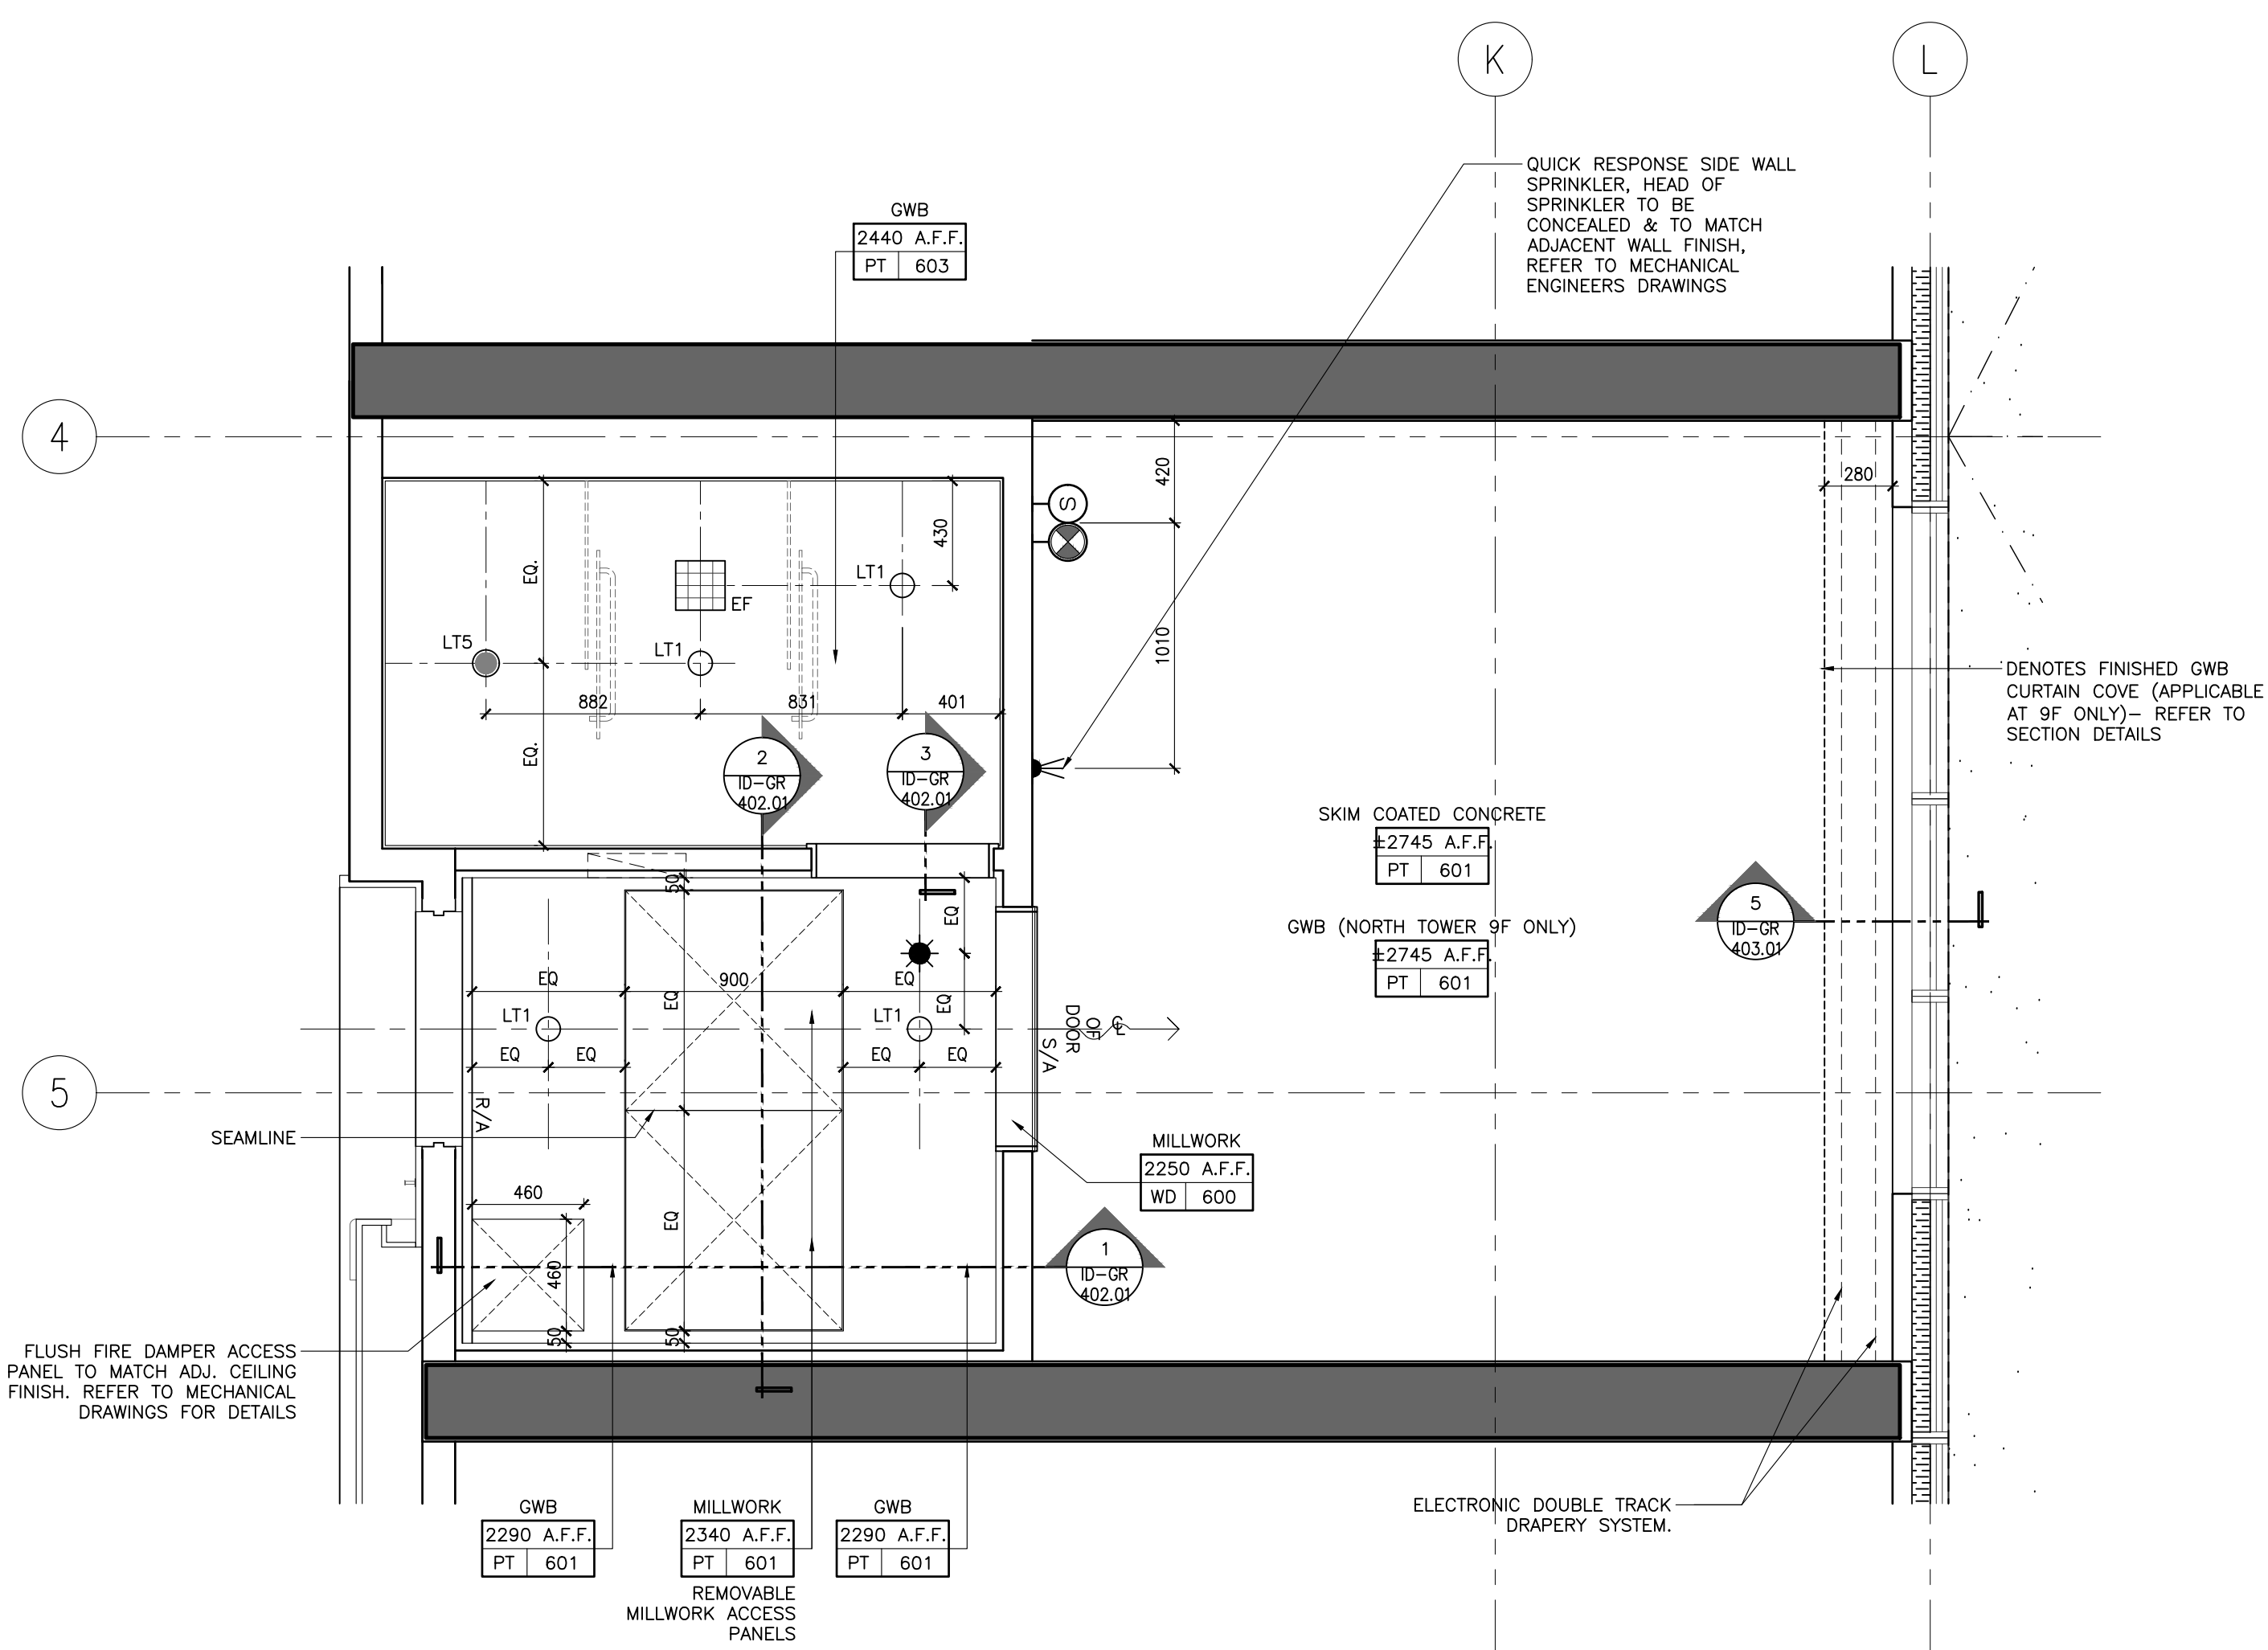 K
L
QUICK RESPONSE SIDE WALL
SPRINKLER, HEAD OF
SPRINKLER TO BE
CONCEALED & TO MATCH
ADJACENT WALL FINISH,
REFER TO MECHANICAL
ENGINEERS DRAWINGS
GWB
2440 A.F.F.
PT 603
4
420
280
S
430
EQ.
LT1
EF
LT5
LT1
1010
882
831
401
DENOTES FINISHED GWB
CURTAIN COVE (APPLICABLE
AT 9F ONLY)– REFER TO
SECTION DETAILS
EQ.
2
ID–GR
402.01
3
ID–GR
402.01
SKIM COATED CONCRETE
±2745 A.F.F.
PT 601
50
EQ
5
ID–GR
403.01
GWB (NORTH TOWER 9F ONLY)
±2745 A.F.F.
PT 601
EQ
900
EQ
EQ
EQ
LT1
LT1
℄
OF
DOOR
S/A
EQ
EQ
EQ
EQ
5
R/A
SEAMLINE
MILLWORK
2250 A.F.F.
WD 600
460
EQ
460
1
ID–GR
402.01
50
50
FLUSH FIRE DAMPER ACCESS
PANEL TO MATCH ADJ. CEILING
FINISH. REFER TO MECHANICAL
DRAWINGS FOR DETAILS
GWB
2290 A.F.F.
PT 601
MILLWORK
2340 A.F.F.
PT 601
REMOVABLE
MILLWORK ACCESS
PANELS
GWB
2290 A.F.F.
PT 601
ELECTRONIC DOUBLE TRACK
DRAPERY SYSTEM.